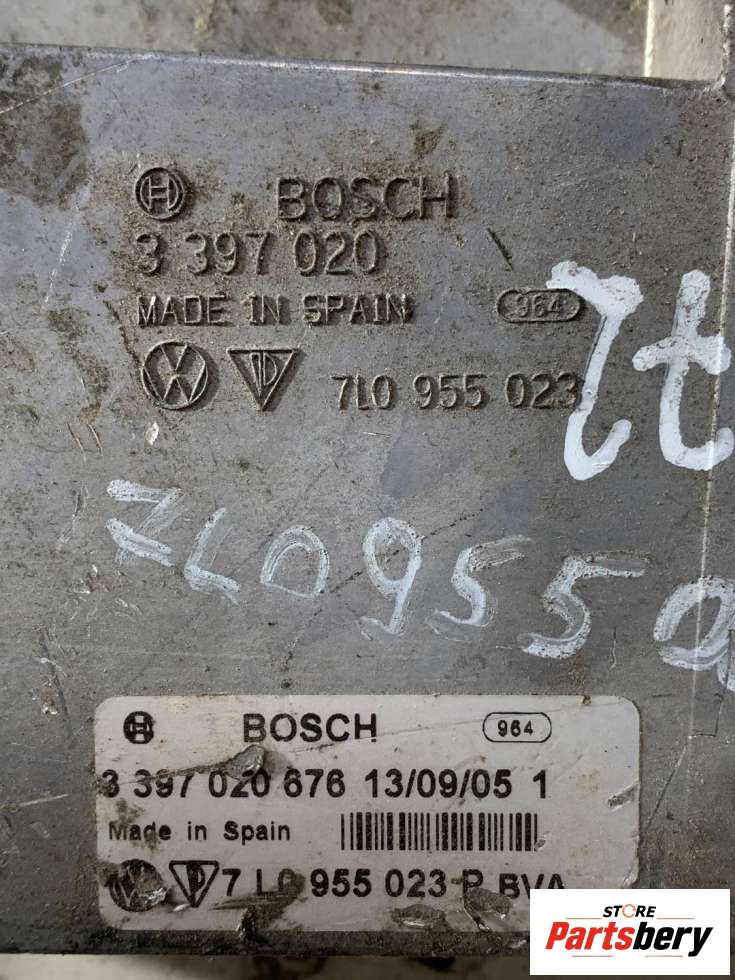 BOSCH
3 397 020
MADE IN SPAIN 964
7L0 955 023
7L09550
BOSCH 964
3 397 020 676 13/09/05 1
Made in Spain
7 L0 955 023 BVA
STORE
Partsbery